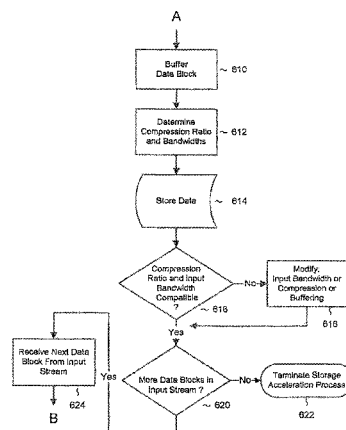 A
Buffer
Data Block
610
Determine
Compression Ratio
and Bandwidths
612
Store Data
614
Compression
Ratio and Input
Bandwidth
Compatible
?
616
No
Modify
Input Bandwidth or
Compression or
Buffering
618
Yes
More Data Blocks in
Input Stream ?
620
No
Terminate Storage
Acceleration Process
622
Yes
Receive Next Data
Block From Input
Stream
624
B